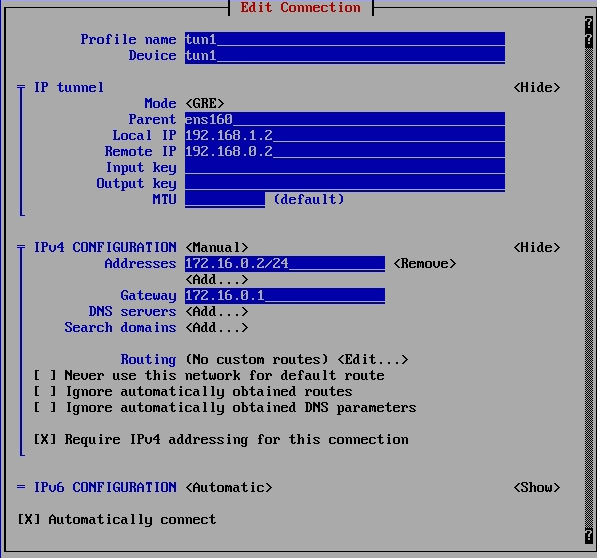 Edit Connection
Profile name tun1
Device tun1
IP tunnel <Hide>
Mode <GRE>
Parent ens160
Local IP 192.168.1.2
Remote IP 192.168.0.2
Input key
Output key
MTU (default)
IPv4 CONFIGURATION <Manual> <Hide>
Addresses 172.16.0.2/24 <Remove>
<Add...>
Gateway 172.16.0.1
DNS servers <Add...>
Search domains <Add...>
Routing (No custom routes) <Edit...>
[ ] Never use this network for default route
[ ] Ignore automatically obtained routes
[ ] Ignore automatically obtained DNS parameters
[X] Require IPv4 addressing for this connection
= IPv6 CONFIGURATION <Automatic> <Show>
[X] Automatically connect